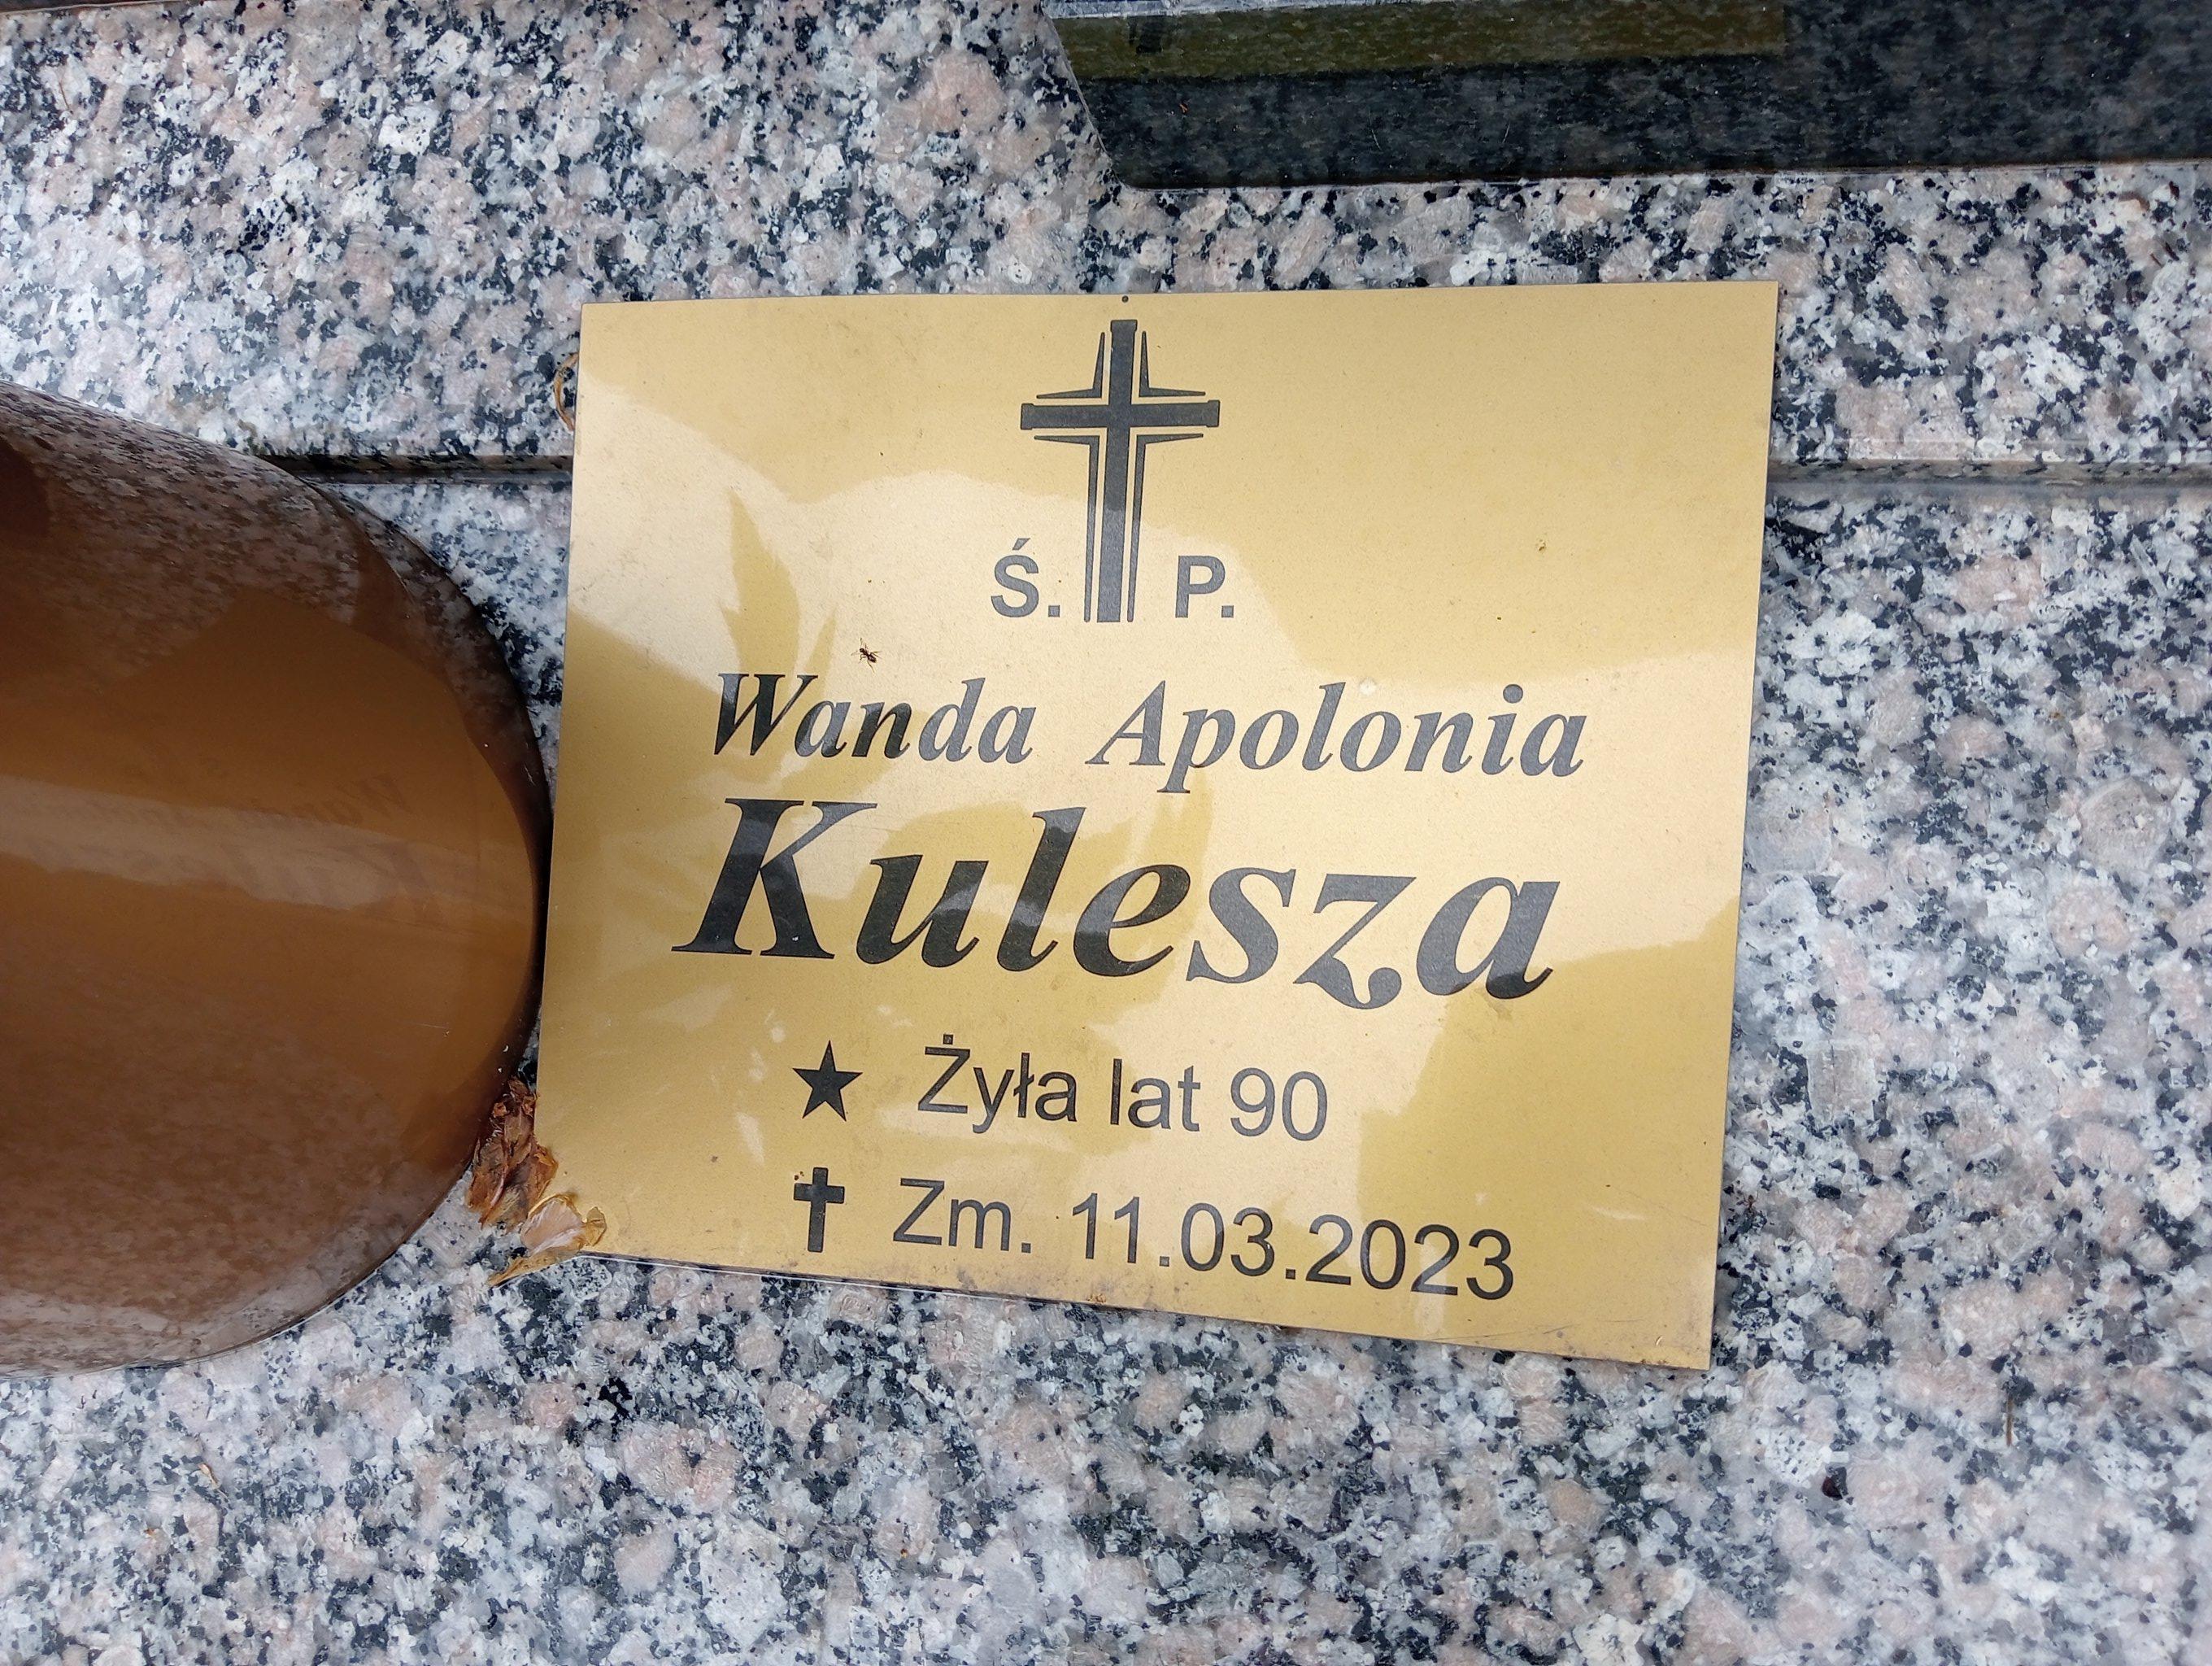 Ś. P.
Wanda Apolonia
Kulesza
Żyła lat 90
Zm. 11.03.2023